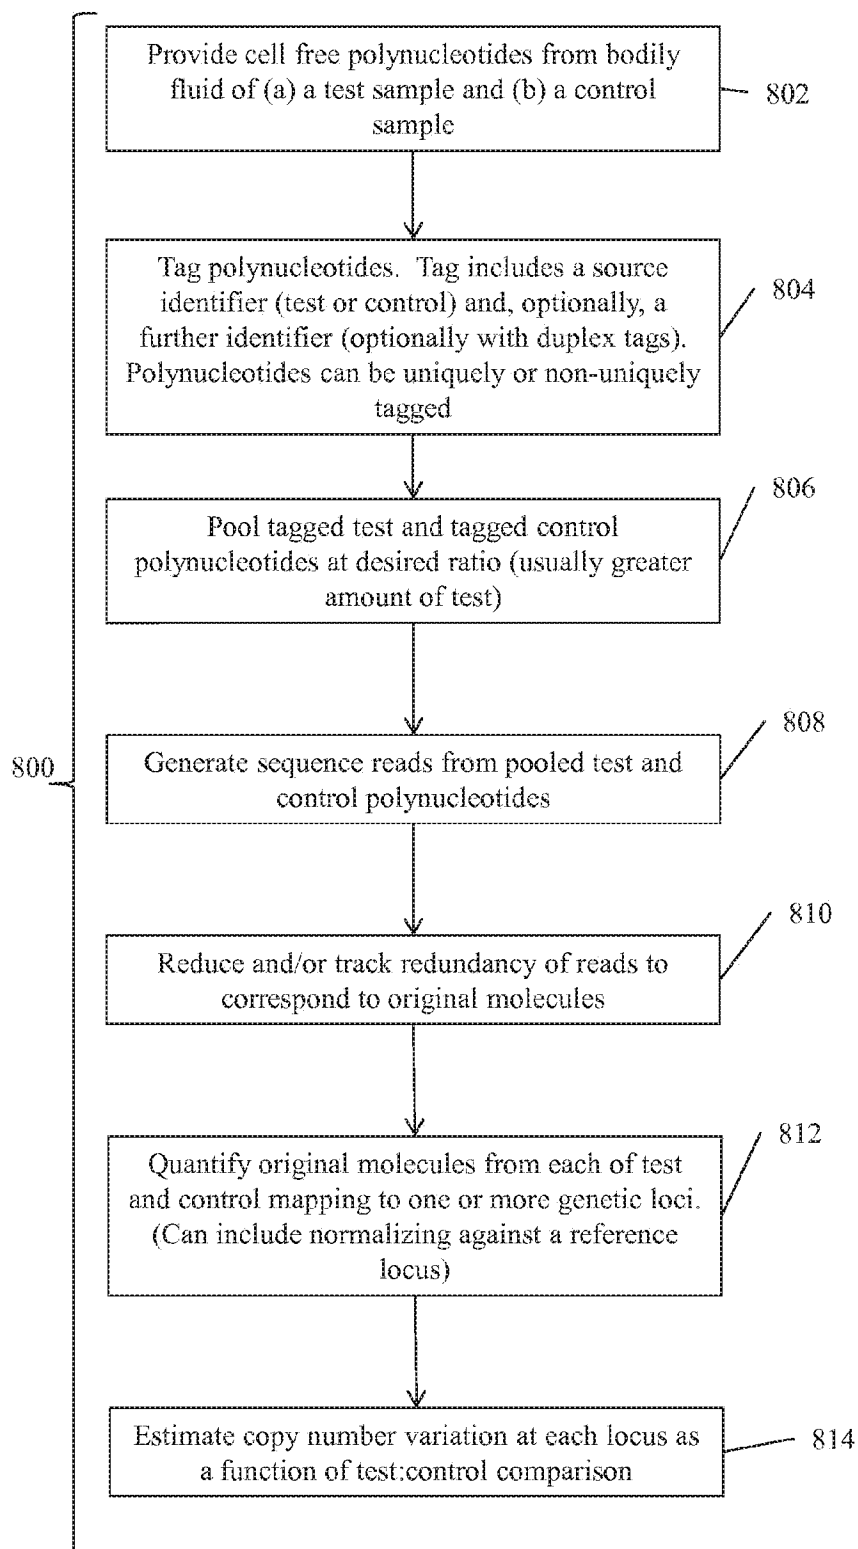 Provide cell free polynucleotides from bodily
fluid of (a) a test sample and (b) a control
sample
802
Tag polynucleotides. Tag includes a source
identifier (test or control) and, optionally, a
further identifier (optionally with duplex tags).
Polynucleotides can be uniquely or non-uniquely
tagged
804
Pool tagged test and tagged control
polynucleotides at desired ratio (usually greater
amount of test)
806
800
Generate sequence reads from pooled test and
control polynucleotides
808
Reduce and/or track redundancy of reads to
correspond to original molecules
810
Quantify original molecules from each of test
and control mapping to one or more genetic loci.
(Can include normalizing against a reference
locus)
812
Estimate copy number variation at each locus as
a function of test:control comparison
814